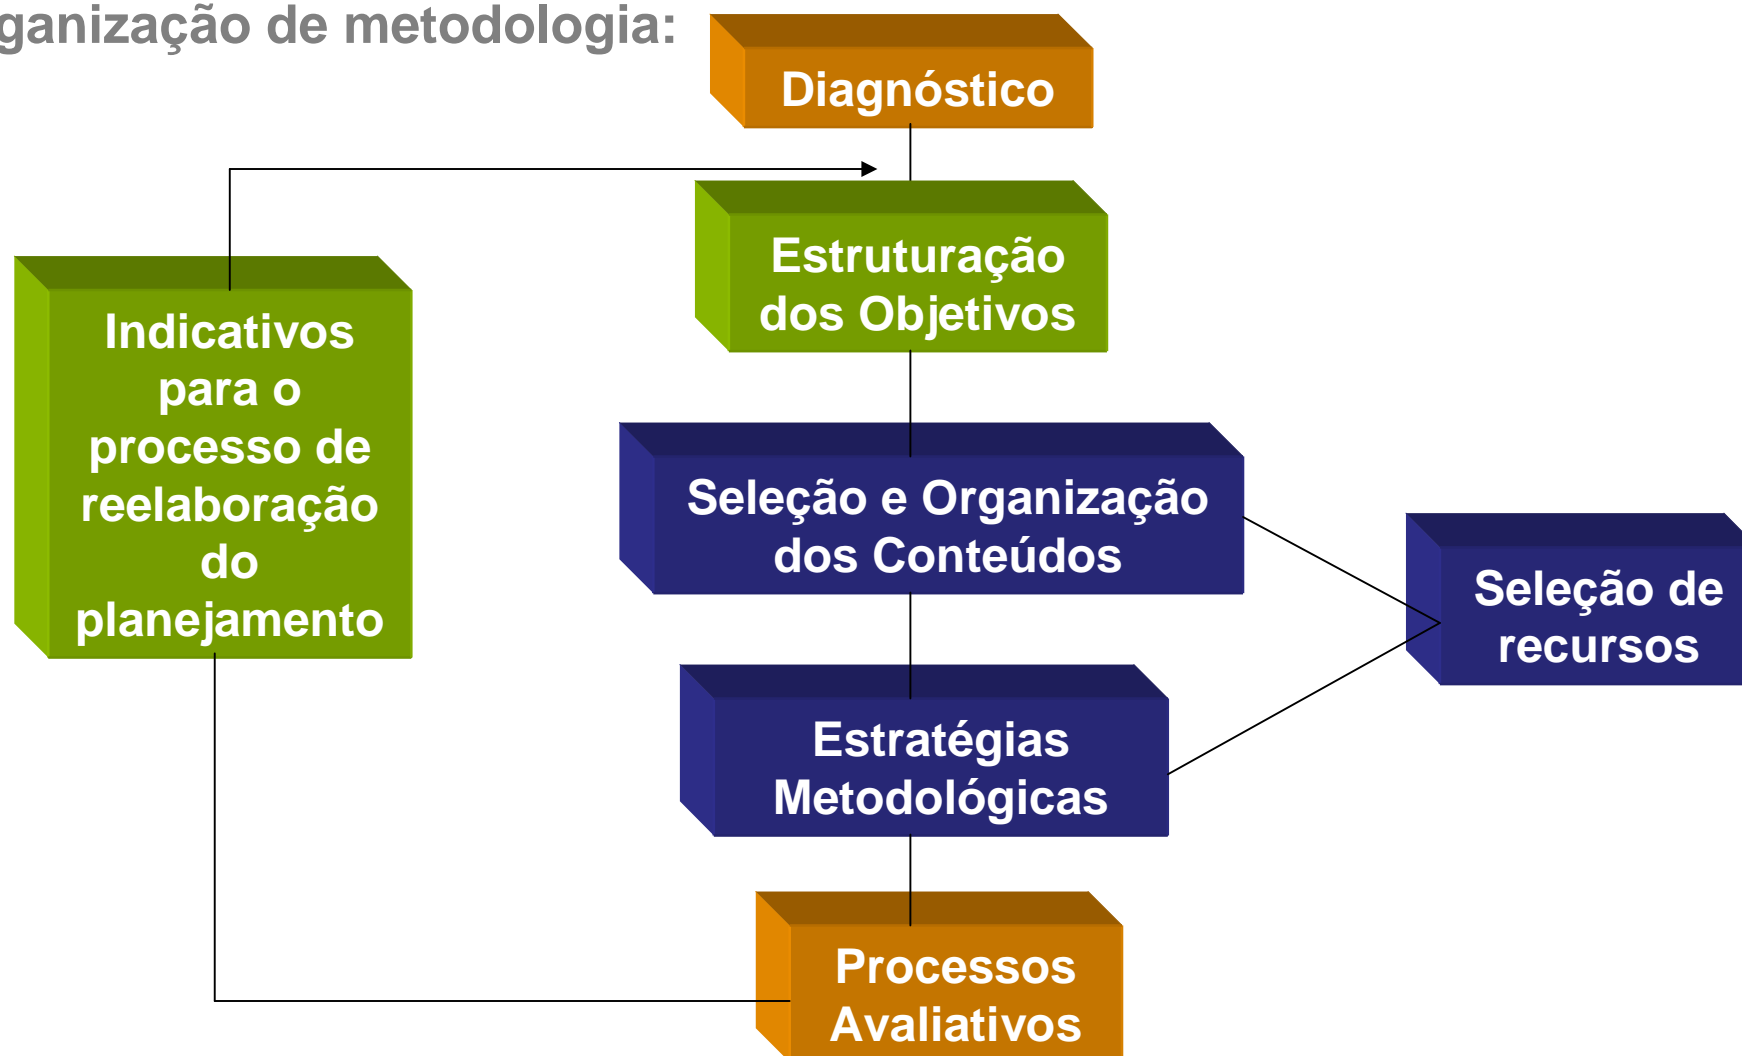 ganização de metodologia:
Diagnóstico
Estruturação
dos Objetivos
Indicativos
para o
processo de
reelaboração
do
planejamento
Seleção e Organização
dos Conteúdos
Seleção de
recursos
Estratégias
Metodológicas
Processos
Avaliativos